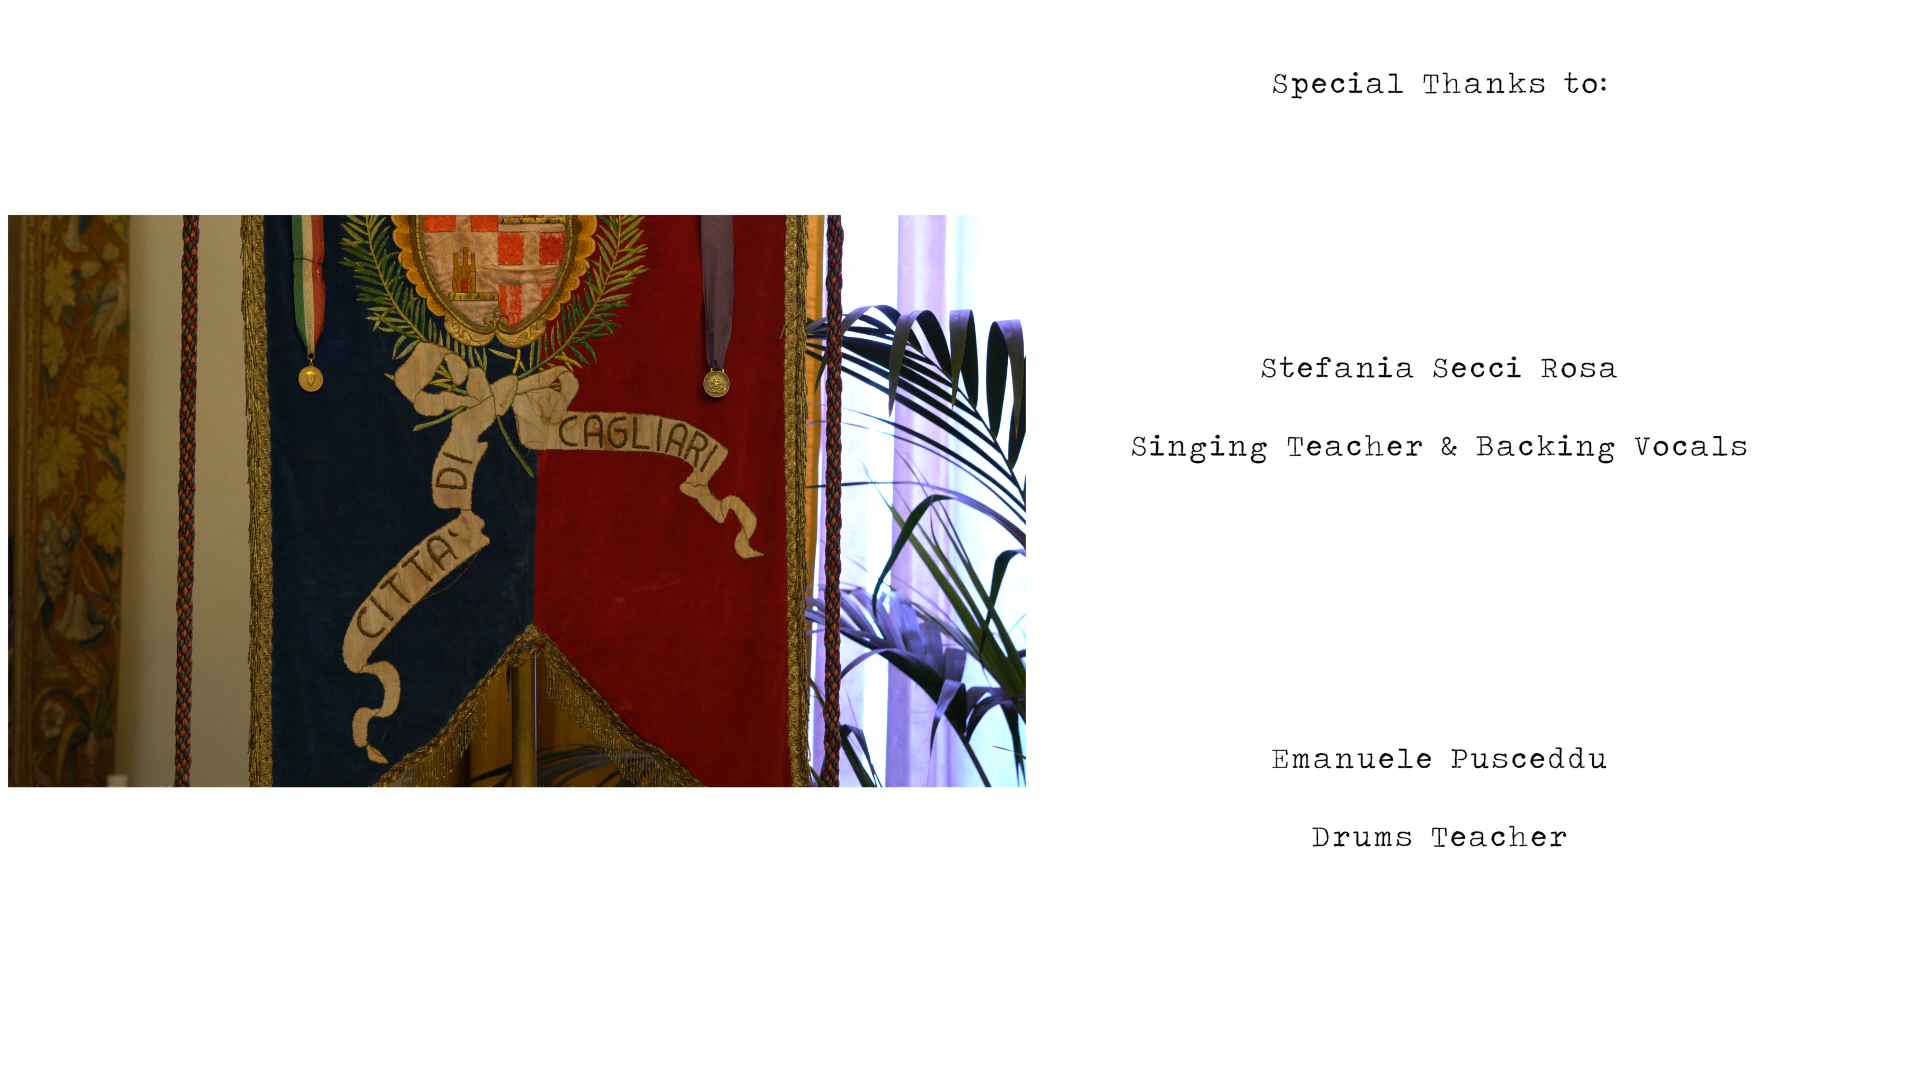 Special Thanks to:
CITTA'
DI
CAGLIARI
Stefania Secci Rosa
Singing Teacher & Backing Vocals
Emanuele Pusceddu
Drums Teacher